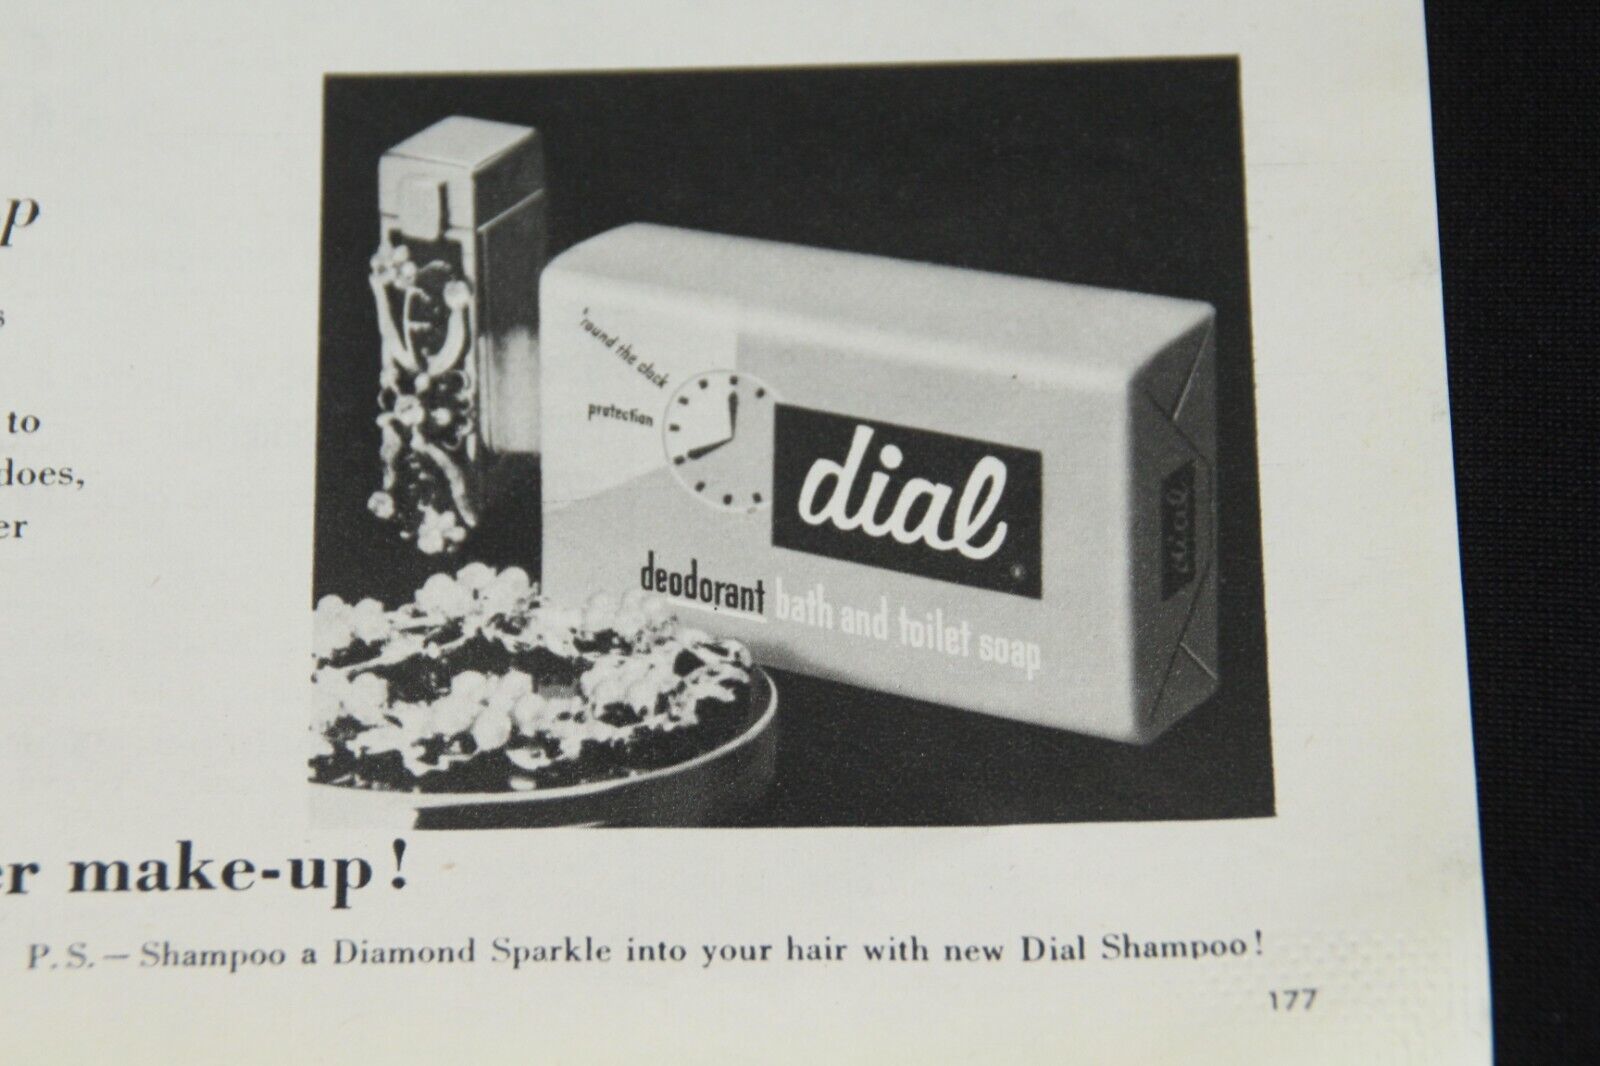 p
s
to
does,
er
'round the clock
protection
dial
®
deodorant bath and toilet soap
dial
er make-up!
P. S. — Shampoo a Diamond Sparkle into your hair with new Dial Shampoo!
177